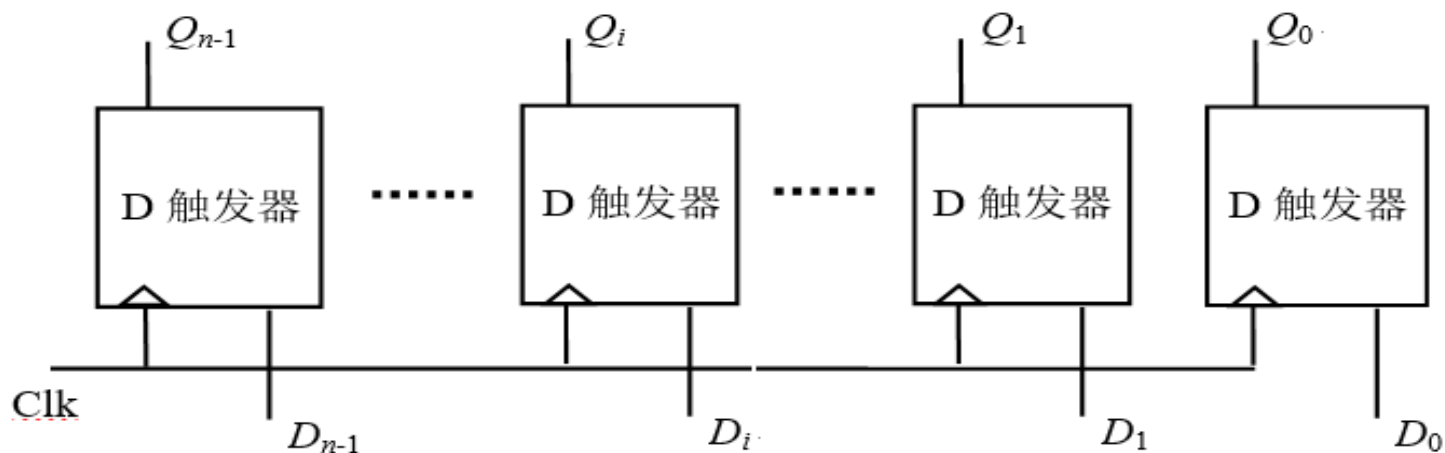 Qn-1 Qi Q1 Q0
D 触发器 ...... D 触发器 ...... D 触发器 D 触发器
Clk
Dn-1 Di D1 D0